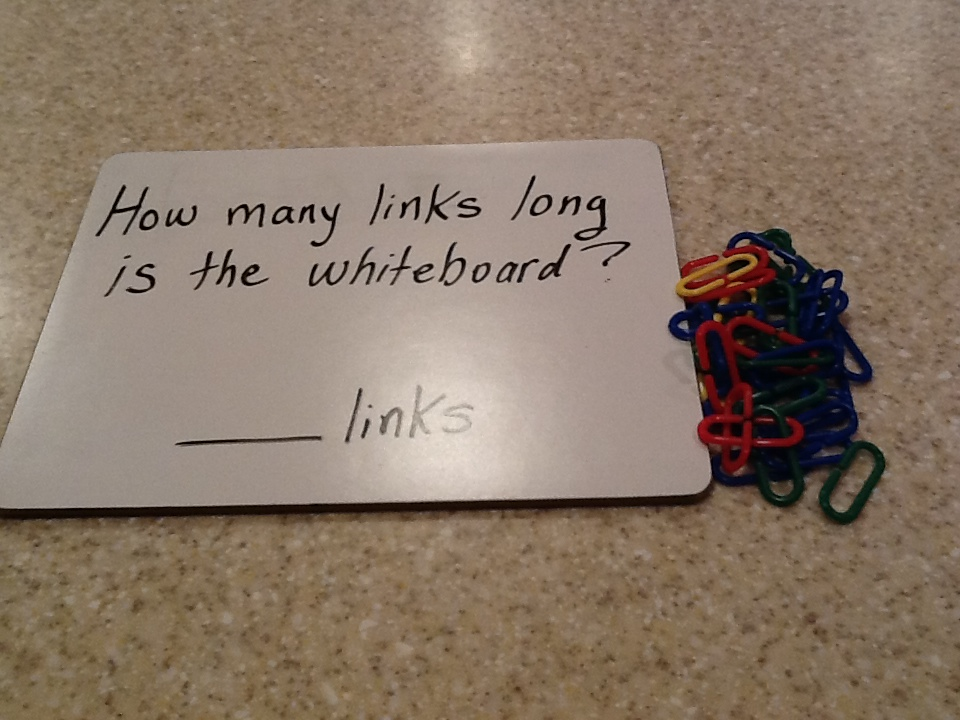 How many links long
is the whiteboard?
_____ links